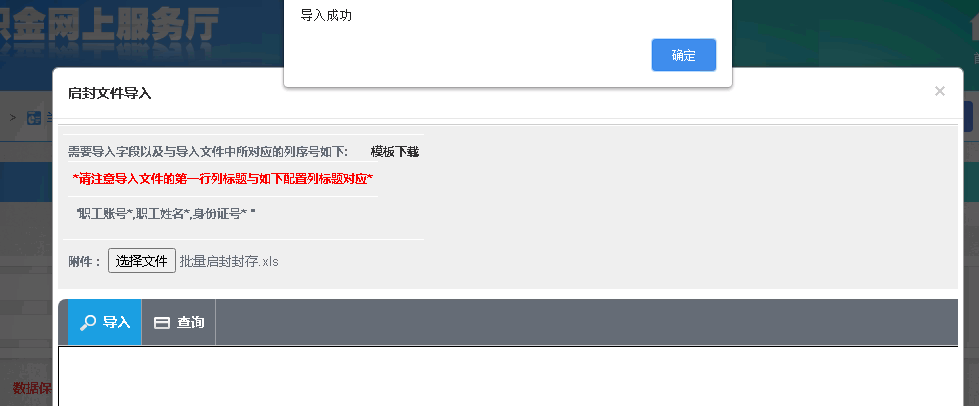 导入成功
金网上服务厅
确定
启封文件导入
×
>
需要导入字段以及与导入文件中所对应的列序号如下: 模板下载
*请注意导入文件的第一行列标题与如下配置列标题对应*
"职工账号*,职工姓名*,身份证号* "
附件： 选择文件 批量启封封存.xls
导入 查询
数据保